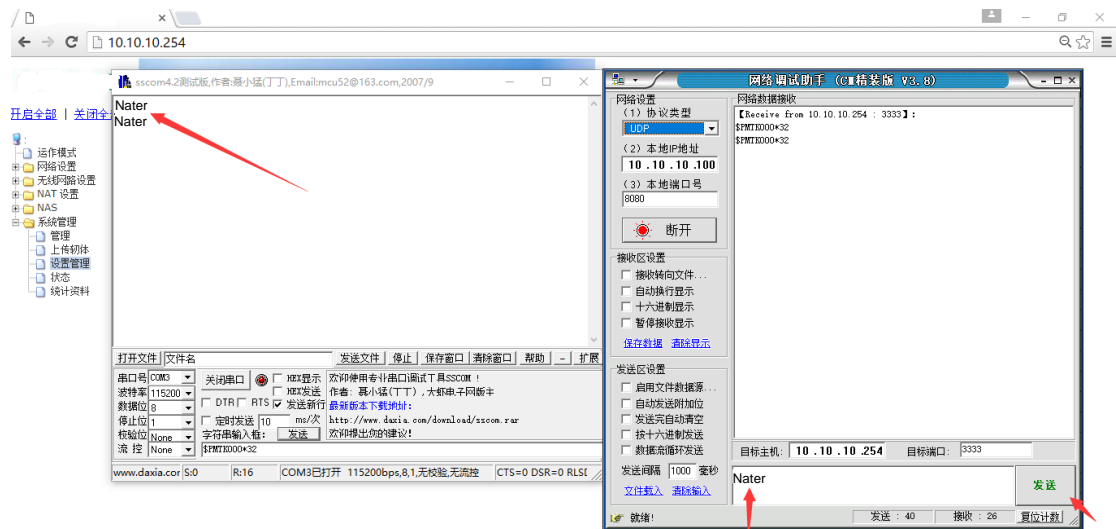 10.10.10.254
开启全部 | 关闭全
:
运作模式
网络设置
无线网路设置
NAT 设置
NAS
系统管理
管理
上传韧体
设置管理
状态
统计资料
sscom4.2测试版,作者:聂小猛(丁丁),Email:mcu52@163.com,2007/9
Nater
Nater
打开文件 文件名 发送文件 停止 保存窗口 清除窗口 帮助 - 扩展
串口号 COM3 关闭串口 HEX显示 欢迎使用专业串口调试工具SSCOM !
波特率 115200 HEX发送 作者: 聂小猛(丁丁),大虾电子网版主
数据位 8 DTR RTS 发送新行 最新版本下载地址:
停止位 1 定时发送 10 ms/次 http://www.daxia.com/download/sscom.rar
校验位 None 字符串输入框: 发送 欢迎提出您的建议!
流 控 None $PMTK000*32
www.daxia.cor S:0 R:16 COM3已打开 115200bps,8,1,无校验,无流控 CTS=0 DSR=0 RLSI
网络调试助手 (CM精装版 V3.8)
网络设置
(1) 协议类型
UDP
(2) 本地IP地址
10 .10 .10 .100
(3) 本地端口号
8080
断开
接收区设置
接收转向文件...
自动换行显示
十六进制显示
暂停接收显示
保存数据 清除显示
发送区设置
启用文件数据源...
自动发送附加位
发送完自动清空
按十六进制发送
数据流循环发送
发送间隔 1000 毫秒
文件载入 清除输入
网络数据接收
【Receive from 10.10.10.254 : 3333】:
$PMTK000*32
$PMTK000*32
目标主机: 10 .10 .10 .254 目标端口: 3333
Nater
发送
就绪! 发送 : 40 接收 : 26 复位计数